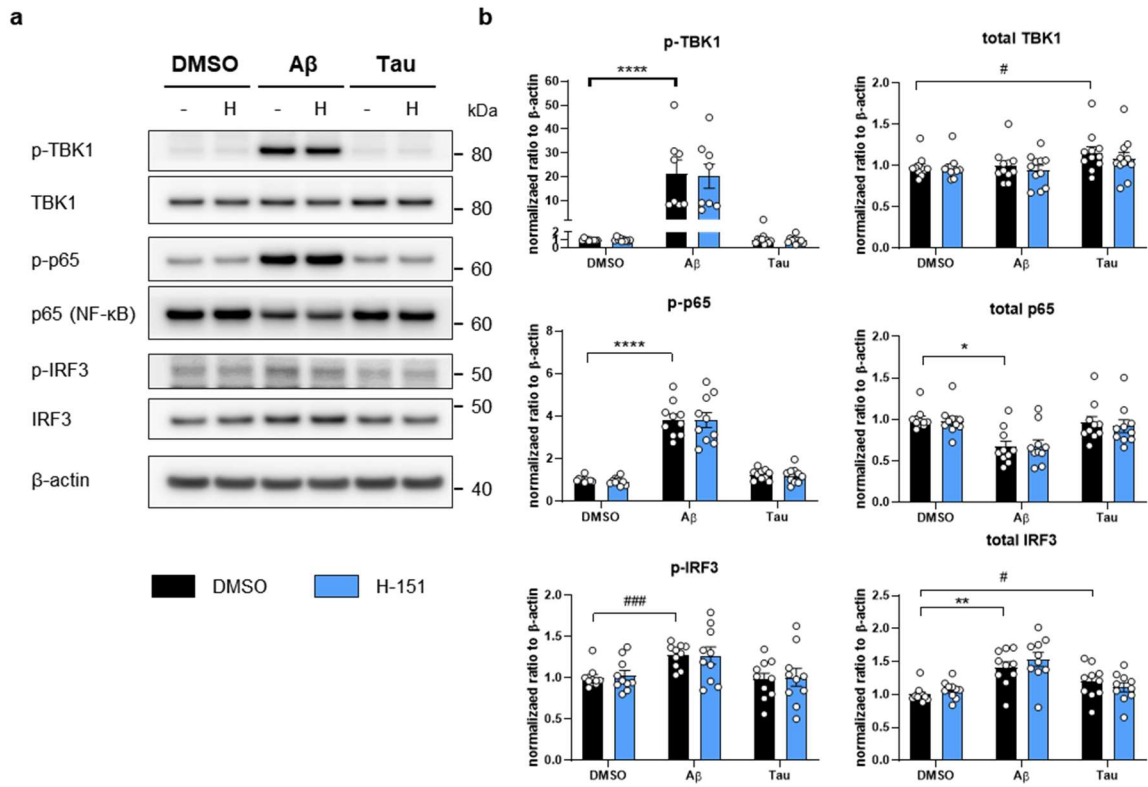 a
DMSO Aβ Tau
- H - H - H kDa
p-TBK1
80
TBK1
80
p-p65
60
p65 (NF-κB)
60
p-IRF3
50
IRF3
50
β-actin
40
DMSO H-151
b
p-TBK1
normalizaed ratio to β-actin
60
50
40
30
20
10
2
1
0
****
DMSO Aβ Tau
total TBK1
normalizaed ratio to β-actin
2.0
1.5
1.0
0.5
0.0
#
DMSO Aβ Tau
p-p65
normalizaed ratio to β-actin
8
6
4
2
0
****
DMSO Aβ Tau
total p65
normalizaed ratio to β-actin
2.0
1.5
1.0
0.5
0.0
*
DMSO Aβ Tau
p-IRF3
normalizaed ratio to β-actin
2.0
1.5
1.0
0.5
0.0
###
DMSO Aβ Tau
total IRF3
normalizaed ratio to β-actin
2.5
2.0
1.5
1.0
0.5
0.0
#
**
DMSO Aβ Tau